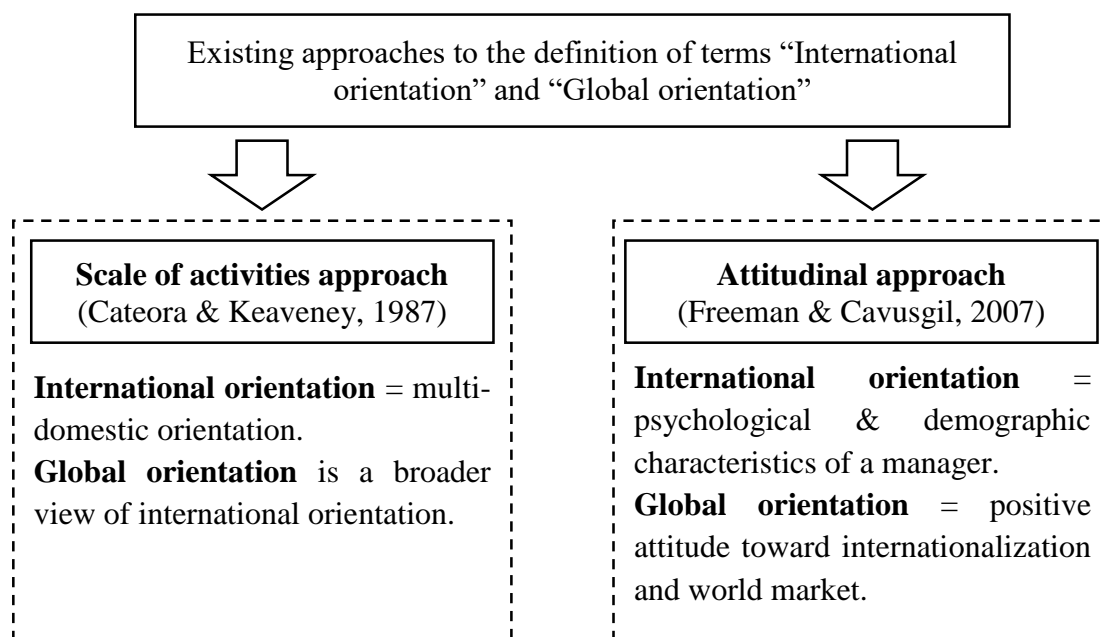 Existing approaches to the definition of terms “International
orientation” and “Global orientation”
Scale of activities approach
(Cateora & Keaveney, 1987)
International orientation = multi-
domestic orientation.
Global orientation is a broader
view of international orientation.
Attitudinal approach
(Freeman & Cavusgil, 2007)
International orientation =
psychological & demographic
characteristics of a manager.
Global orientation = positive
attitude toward internationalization
and world market.